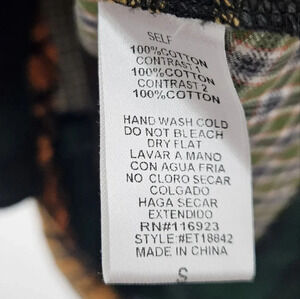 SELF
100%COTTON
CONTRAST 1
100%COTTON
CONTRAST 2
100%COTTON
HAND WASH COLD
DO NOT BLEACH
DRY FLAT
LAVAR A MANO
CON AGUA FRIA
NO CLORO SECAR
COLGADO
HAGA SECAR
EXTENDIDO
RN#116923
STYLE:#ET18842
MADE IN CHINA
S